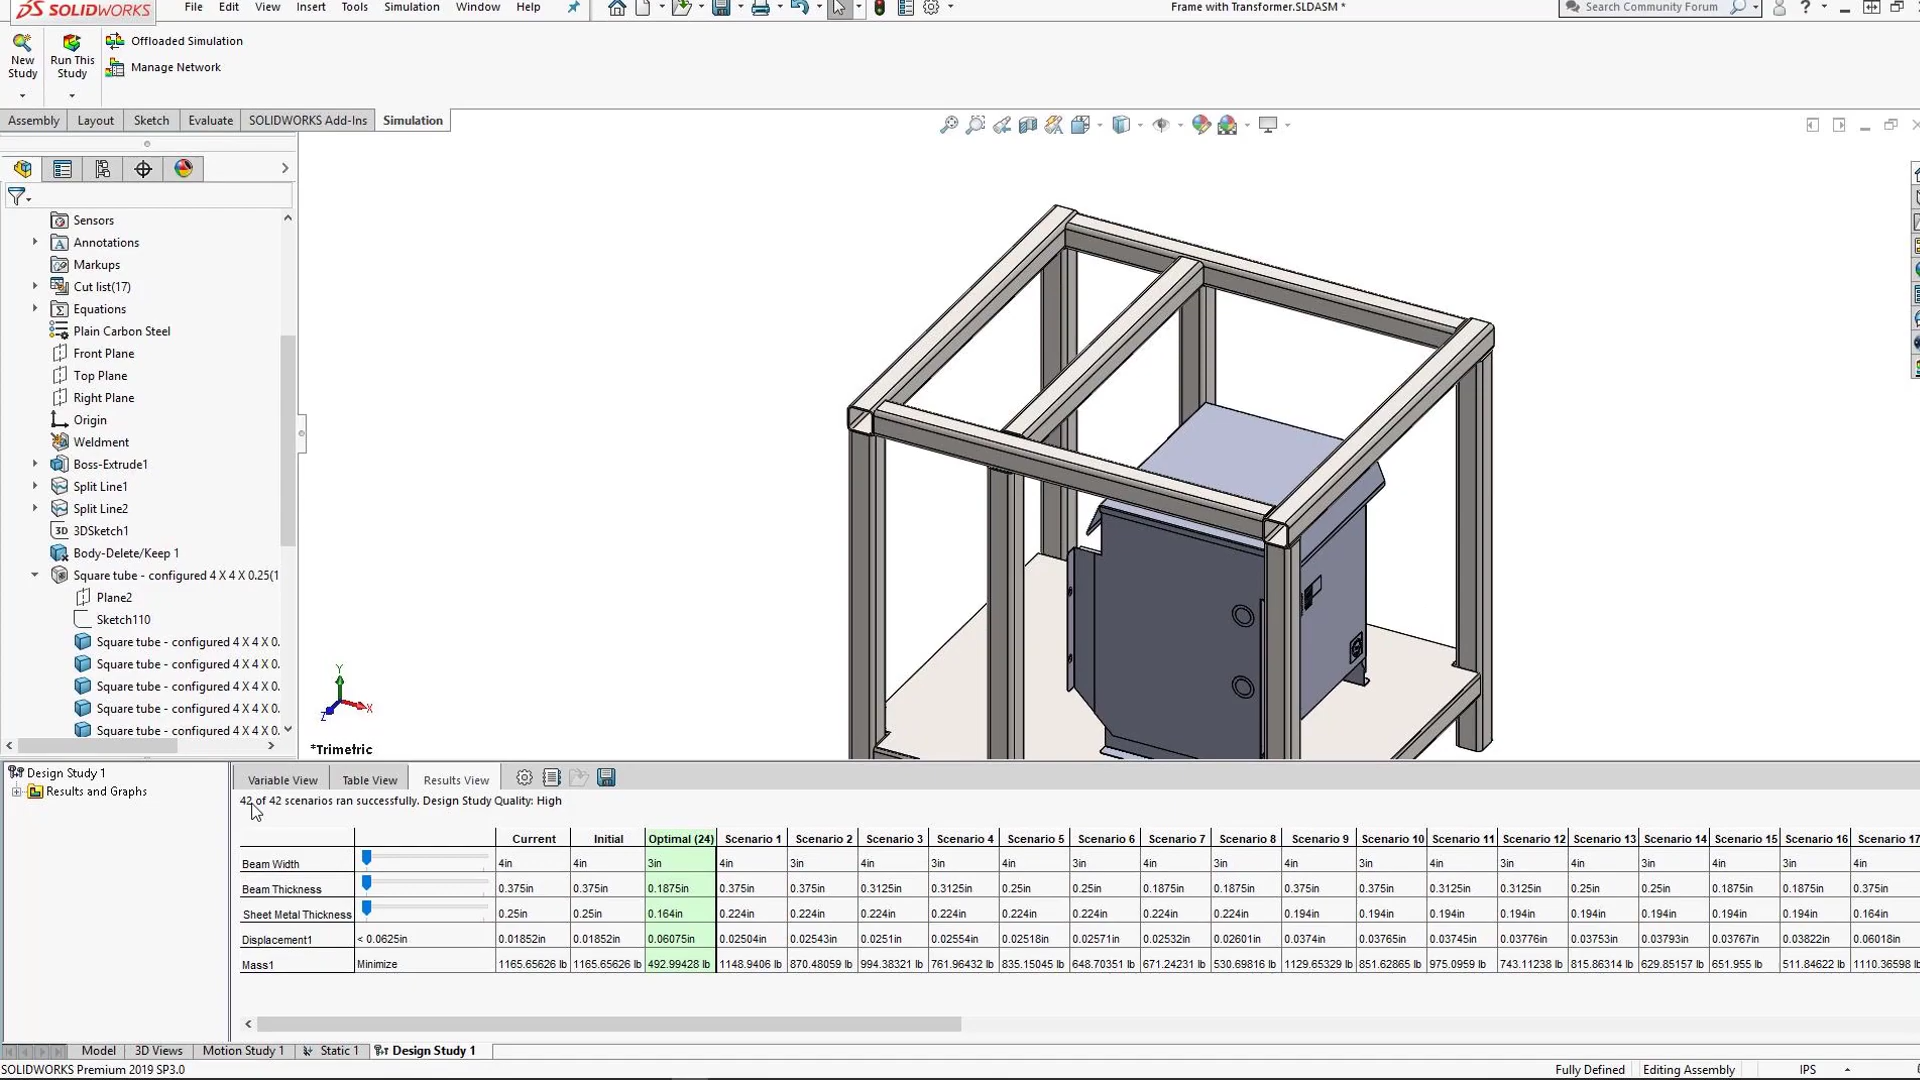 SOLIDWORKS File Edit View Insert Tools Simulation Window Help Frame with Transformer.SLDASM * Search Community Forum
New Study
Run This Study
Offloaded Simulation
Manage Network
Assembly Layout Sketch Evaluate SOLIDWORKS Add-Ins Simulation
Sensors
Annotations
Markups
Cut list(17)
Equations
Plain Carbon Steel
Front Plane
Top Plane
Right Plane
Origin
Weldment
Boss-Extrude1
Split Line1
Split Line2
3D 3DSketch1
Body-Delete/Keep 1
Square tube - configured 4 X 4 X 0.25(1
Plane2
Sketch110
Square tube - configured 4 X 4 X 0.
Square tube - configured 4 X 4 X 0.
Square tube - configured 4 X 4 X 0.
Square tube - configured 4 X 4 X 0.
Square tube - configured 4 X 4 X 0.
Y
X
Z
*Trimetric
Design Study 1
Results and Graphs
Variable View Table View Results View
42 of 42 scenarios ran successfully. Design Study Quality: High
Current Initial Optimal (24) Scenario 1 Scenario 2 Scenario 3 Scenario 4 Scenario 5 Scenario 6 Scenario 7 Scenario 8 Scenario 9 Scenario 10 Scenario 11 Scenario 12 Scenario 13 Scenario 14 Scenario 15 Scenario 16 Scenario 17
Beam Width 4in 4in 3in 4in 3in 4in 3in 4in 3in 4in 3in 4in 3in 4in 3in 4in 3in 4in 3in 4in
Beam Thickness 0.375in 0.375in 0.1875in 0.375in 0.375in 0.3125in 0.3125in 0.25in 0.25in 0.1875in 0.1875in 0.375in 0.375in 0.3125in 0.3125in 0.25in 0.25in 0.1875in 0.1875in 0.375in
Sheet Metal Thickness 0.25in 0.25in 0.164in 0.224in 0.224in 0.224in 0.224in 0.224in 0.224in 0.224in 0.224in 0.194in 0.194in 0.194in 0.194in 0.194in 0.194in 0.194in 0.194in 0.164in
Displacement1 < 0.0625in 0.01852in 0.01852in 0.06075in 0.02504in 0.02543in 0.0251in 0.02554in 0.02518in 0.02571in 0.02532in 0.02601in 0.0374in 0.03765in 0.03745in 0.03776in 0.03753in 0.03793in 0.03767in 0.03822in 0.06018in
Mass1 Minimize 1165.65626 lb 1165.65626 lb 492.99428 lb 1148.9406 lb 870.48059 lb 994.38321 lb 761.96432 lb 835.15045 lb 648.70351 lb 671.24231 lb 530.69816 lb 1129.65329 lb 851.62865 lb 975.0959 lb 743.11238 lb 815.86314 lb 629.85157 lb 651.955 lb 511.84622 lb 1110.36598 lb
Model 3D Views Motion Study 1 Static 1 Design Study 1
SOLIDWORKS Premium 2019 SP3.0 Fully Defined Editing Assembly IPS